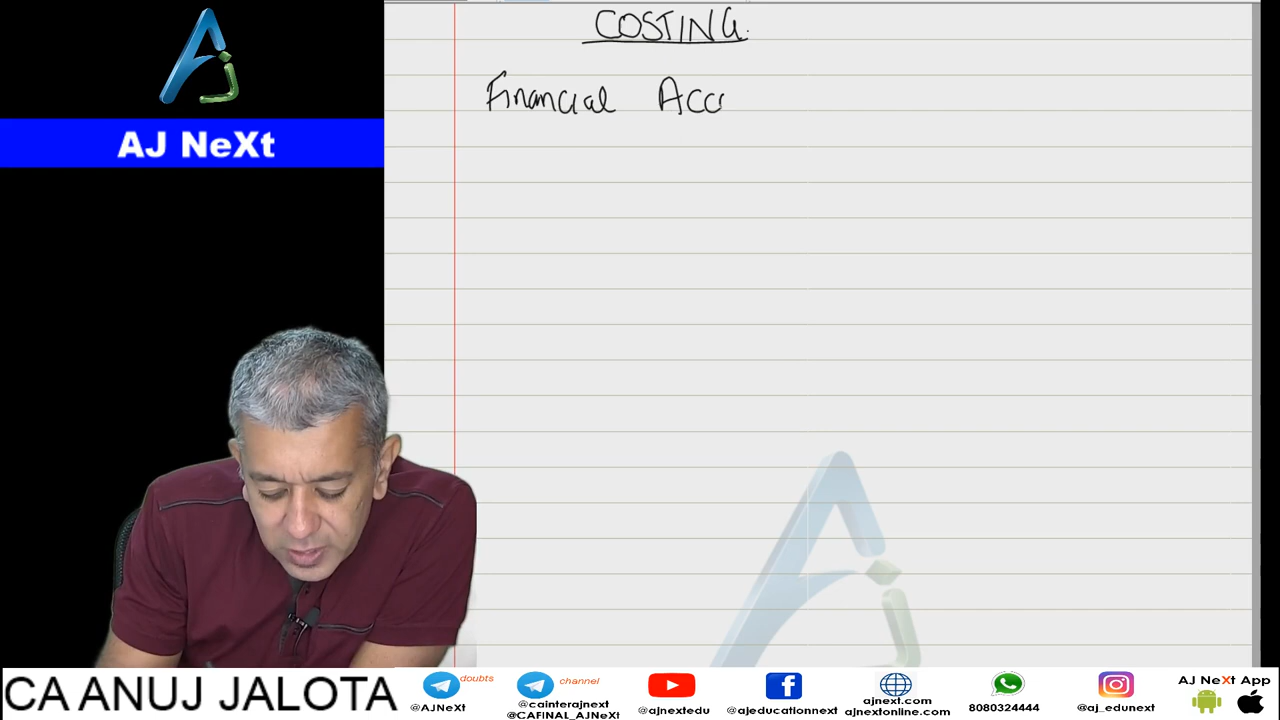 COSTING
Financial Acc
AJ NeXt
CA ANUJ JALOTA
doubts
@AJNeXt
channel
@cainterajnext
@CAFINAL_AJNeXt
@ajnextedu
@ajeducationnext
ajnext.com
ajnextonline.com
8080324444
@aj_edunext
AJ NeXt App